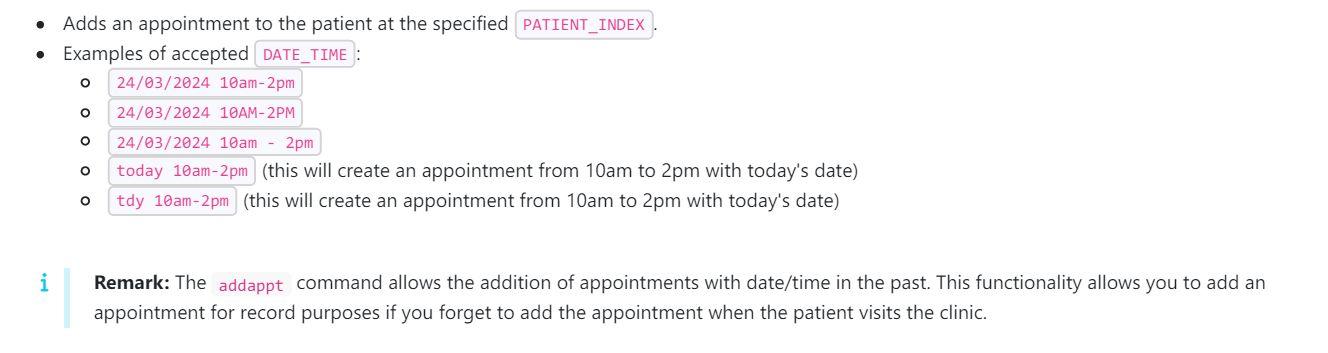 Adds an appointment to the patient at the specified PATIENT_INDEX.
Examples of accepted DATE_TIME:
24/03/2024 10am-2pm
24/03/2024 10AM-2PM
24/03/2024 10am - 2pm
today 10am-2pm (this will create an appointment from 10am to 2pm with today's date)
tdy 10am-2pm (this will create an appointment from 10am to 2pm with today's date)
i Remark: The addappt command allows the addition of appointments with date/time in the past. This functionality allows you to add an
appointment for record purposes if you forget to add the appointment when the patient visits the clinic.